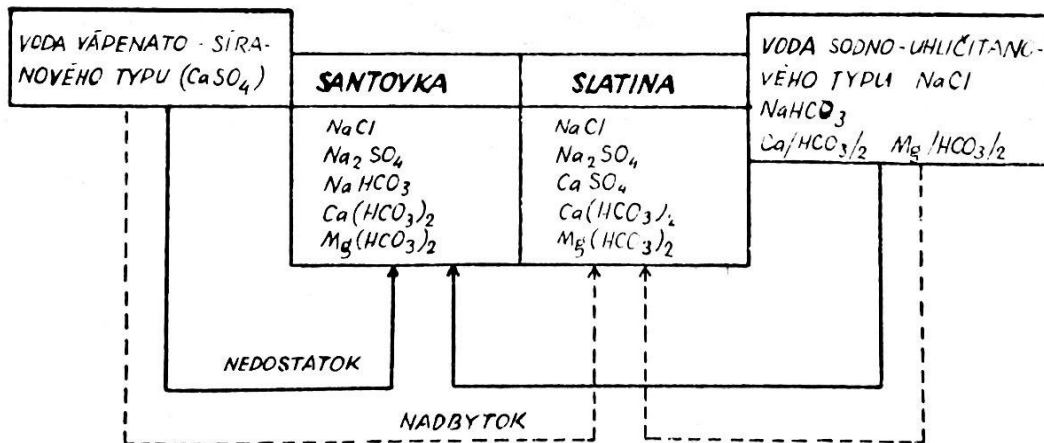 VODA VÁPENATO - SÍRA-
NOVÉHO TYPU (CaSO₄)
SANTOVKA
NaCl
Na₂SO₄
NaHCO₃
Ca(HCO₃)₂
Mg(HCO₃)₂
SLATINA
NaCl
Na₂SO₄
CaSO₄
Ca(HCO₃)₂
Mg(HCO₃)₂
VODA SODNO-UHLIČITANO-
VÉHO TYPU NaCl
NaHCO₃
Ca/HCO₃/₂ Mg/HCO₃/₂
NEDOSTATOK
NADBYTOK